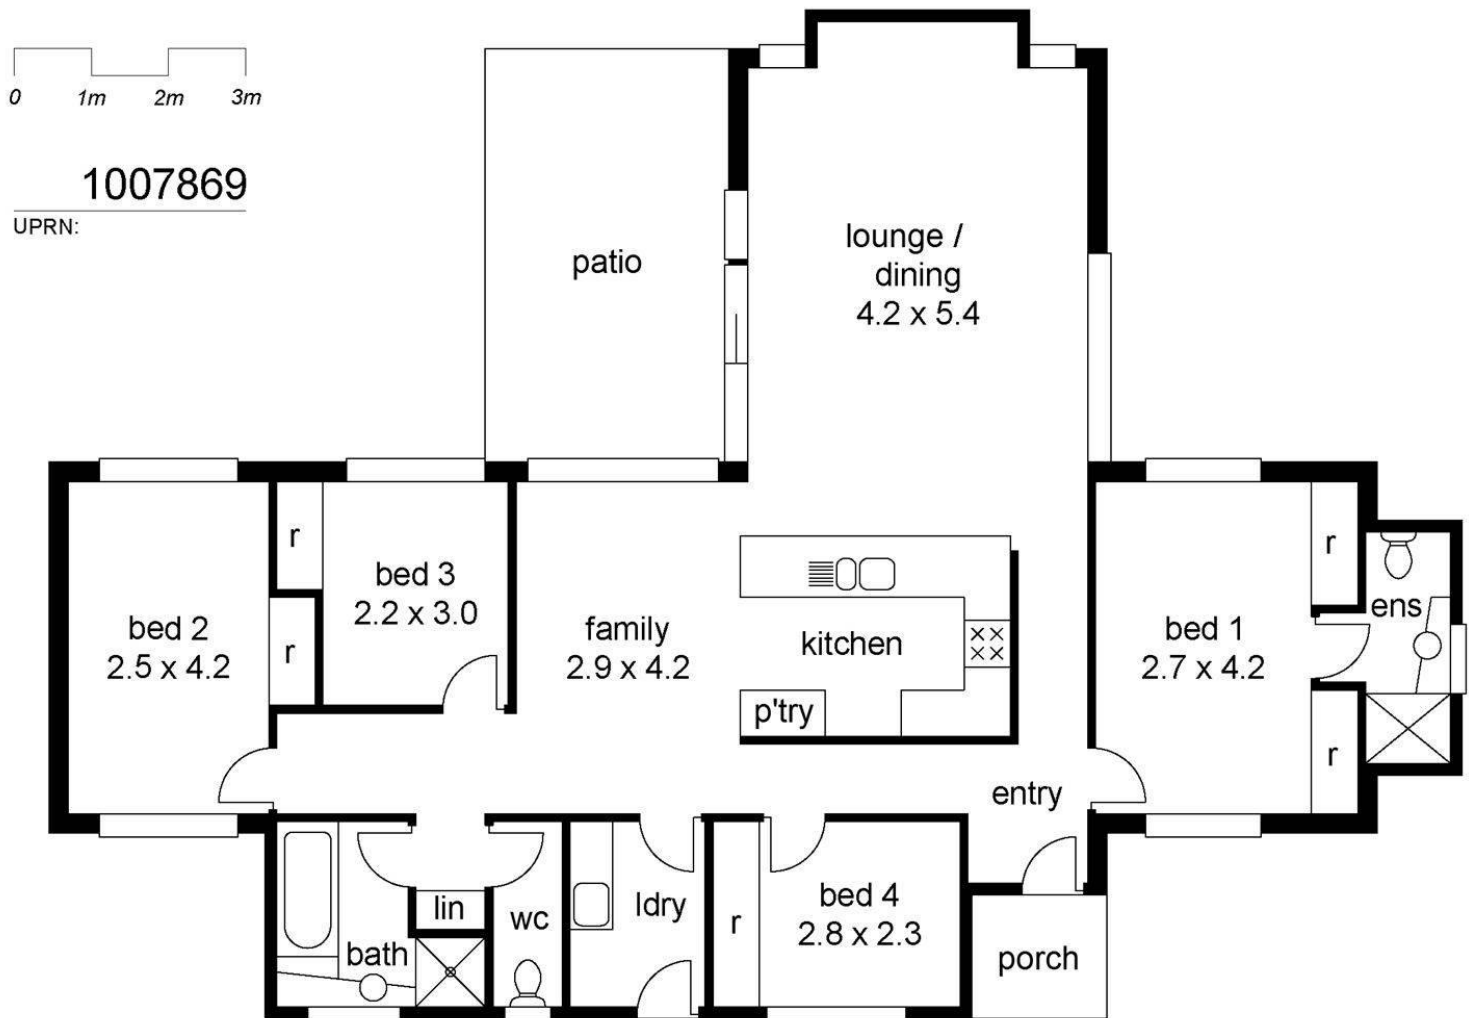 0 1m 2m 3m
1007869
UPRN:
patio
lounge /
dining
4.2 x 5.4
r
bed 3
2.2 x 3.0
bed 2
2.5 x 4.2
r
family
2.9 x 4.2
kitchen
p'try
bed 1
2.7 x 4.2
r
ens
r
entry
bath
lin
wc
ldry
r
bed 4
2.8 x 2.3
porch